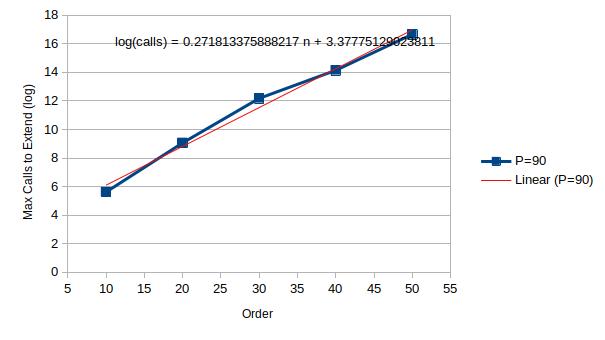 18
16
14
12
10
8
6
4
2
0
Max Calls to Extend (log)
log(calls) = 0.271813375888217 n + 3.37775129923811
5 10 15 20 25 30 35 40 45 50 55
Order
P=90
Linear (P=90)